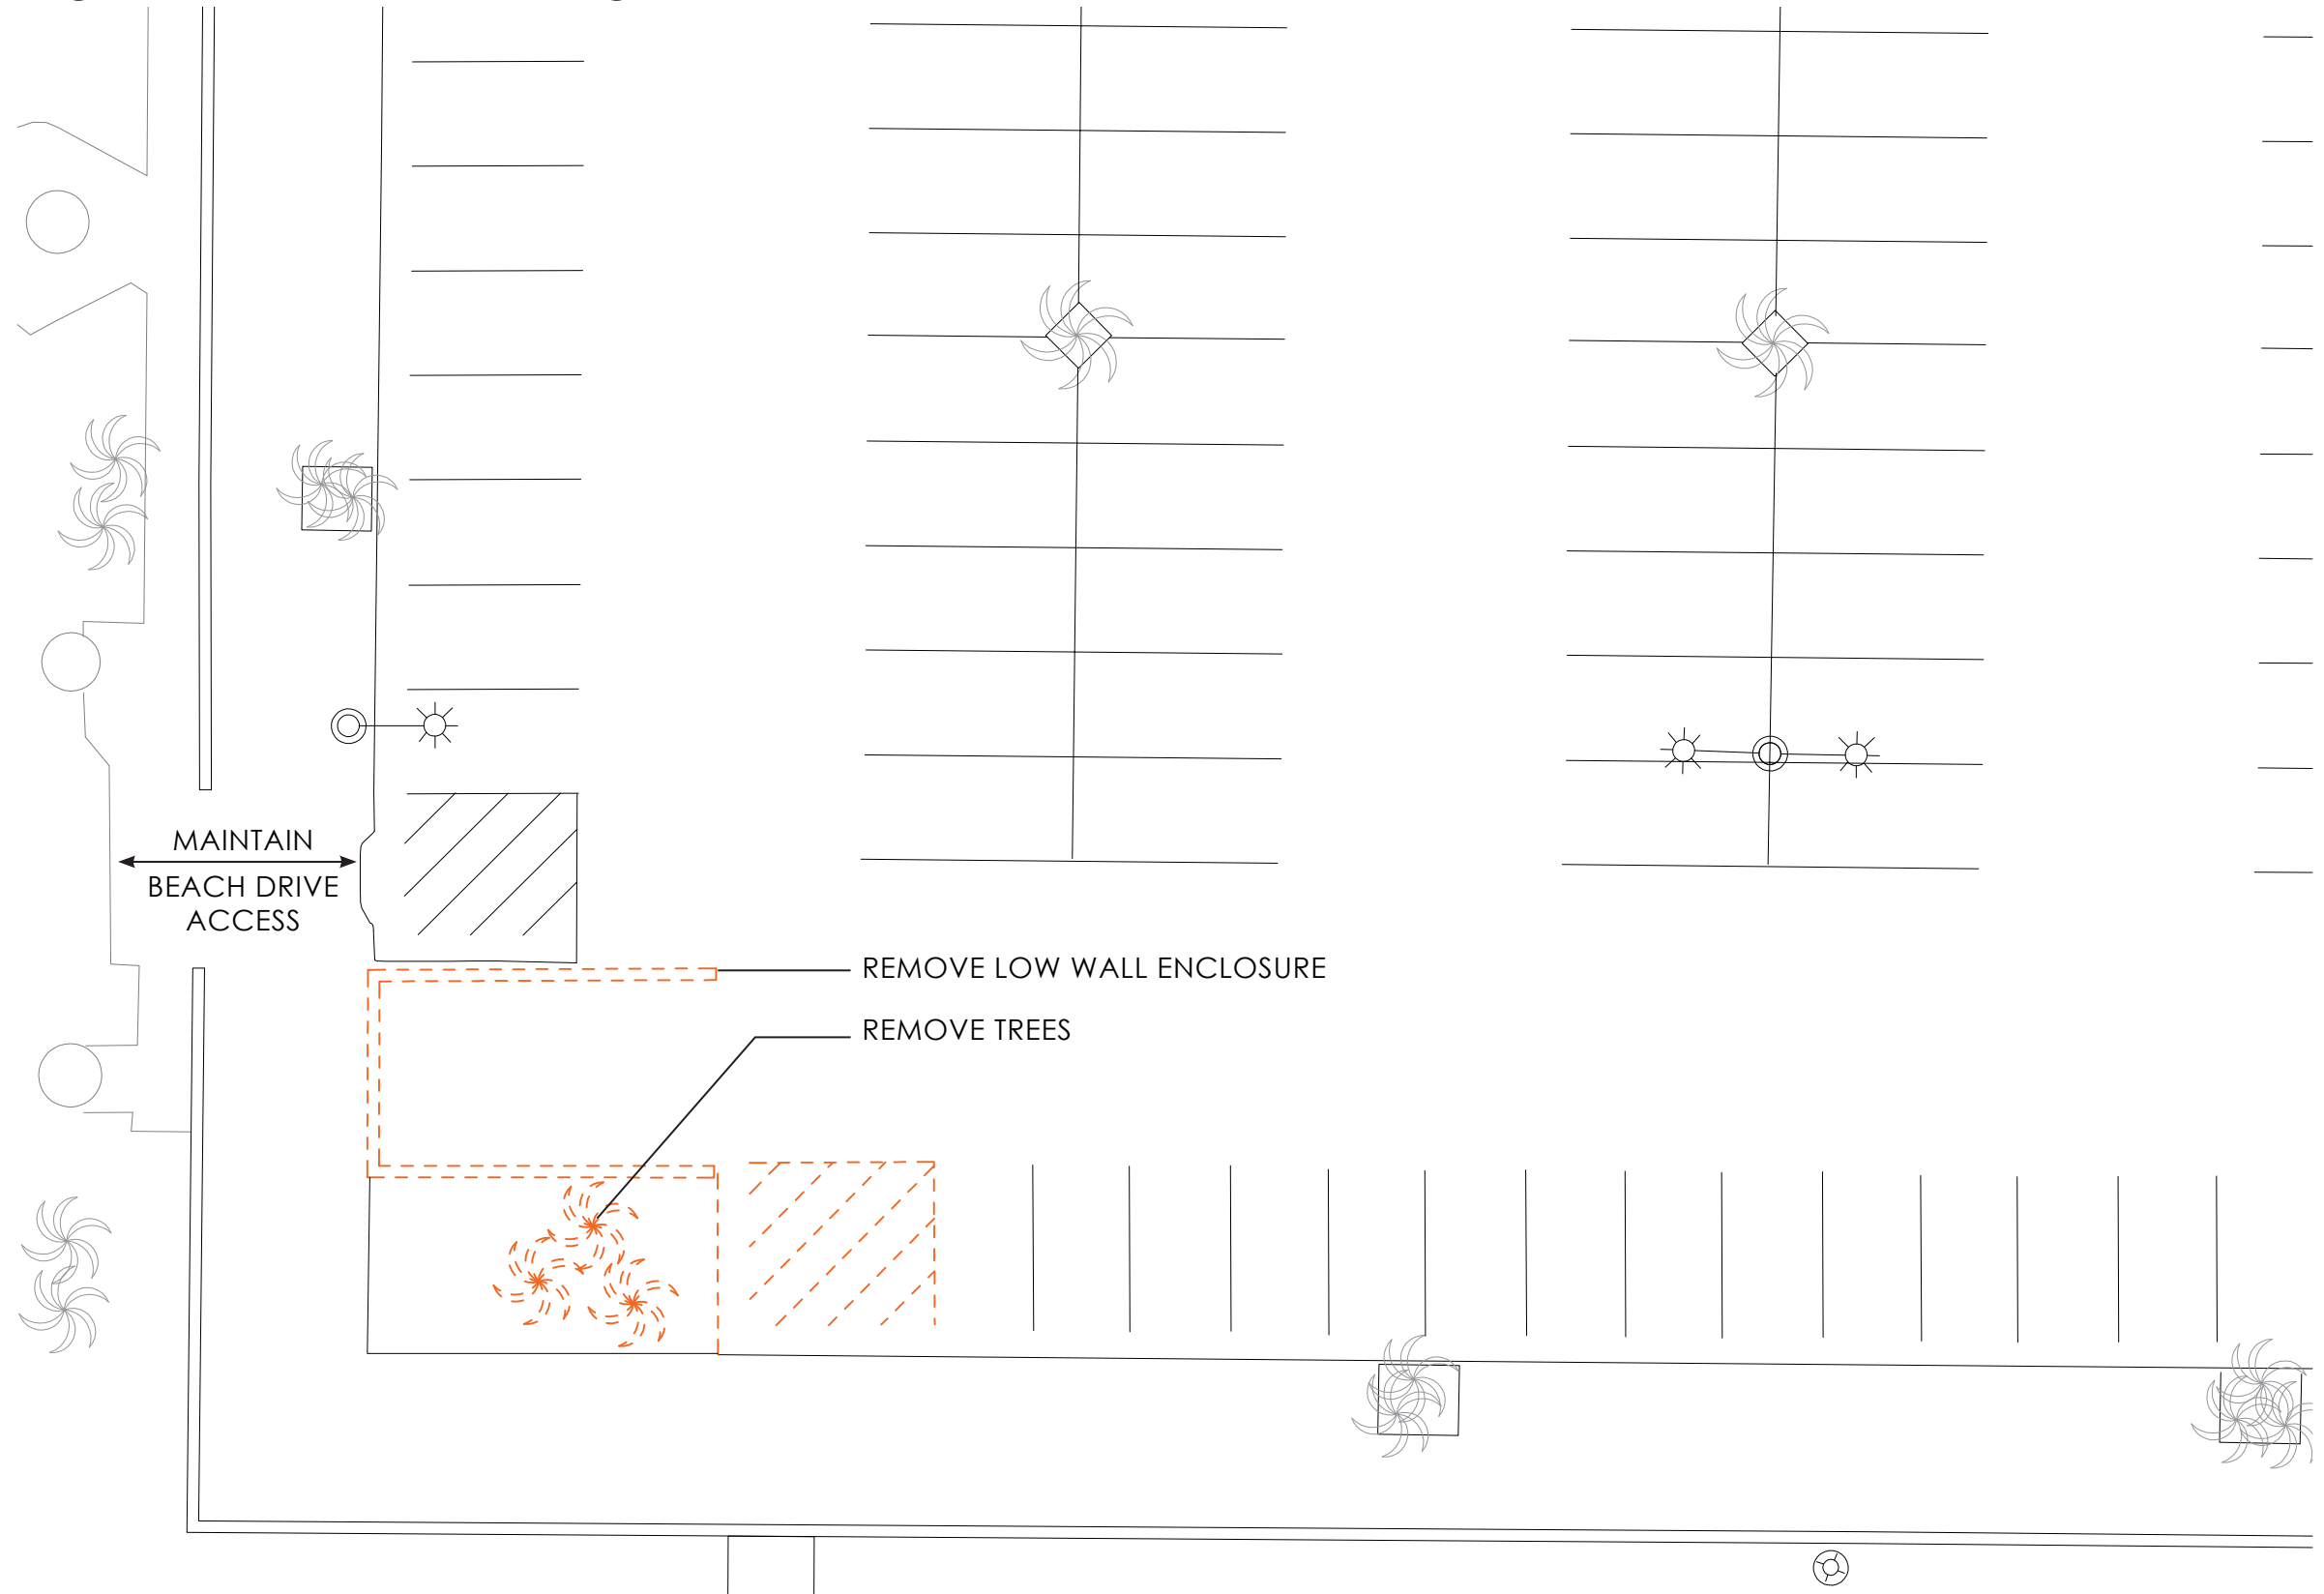 MAINTAIN
BEACH DRIVE
ACCESS
REMOVE LOW WALL ENCLOSURE
REMOVE TREES